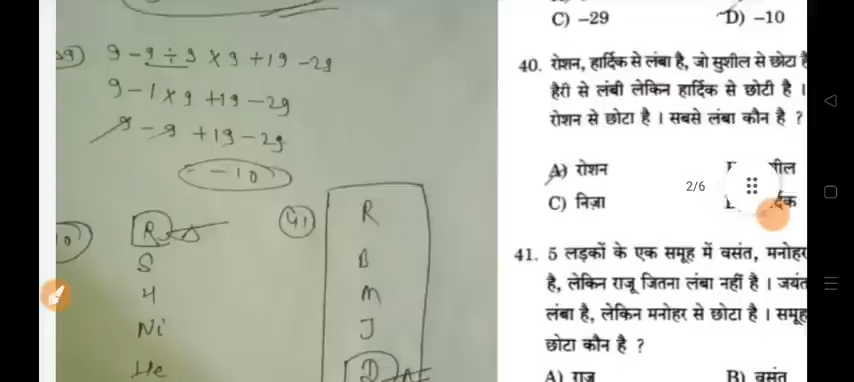 39) 9 - 9 ÷ 9 × 9 + 19 - 29
9 - 1 × 9 + 19 - 29
9 - 9 + 19 - 29
-10
R
S
H
Ni
He
41
R
B
M
J
D
C) –29
D) –10
40. रोशन, हार्दिक से लंबा है, जो सुशील से छोटा है
हैरी से लंबी लेकिन हार्दिक से छोटी है ।
रोशन से छोटा है । सबसे लंबा कौन है ?
A) रोशन
C) निज़ा
2/6
41. 5 लड़कों के एक समूह में वसंत, मनोहर
है, लेकिन राजू जितना लंबा नहीं है । जयंत
लंबा है, लेकिन मनोहर से छोटा है । समूह
छोटा कौन है ?
A) राजू
B) वसंत